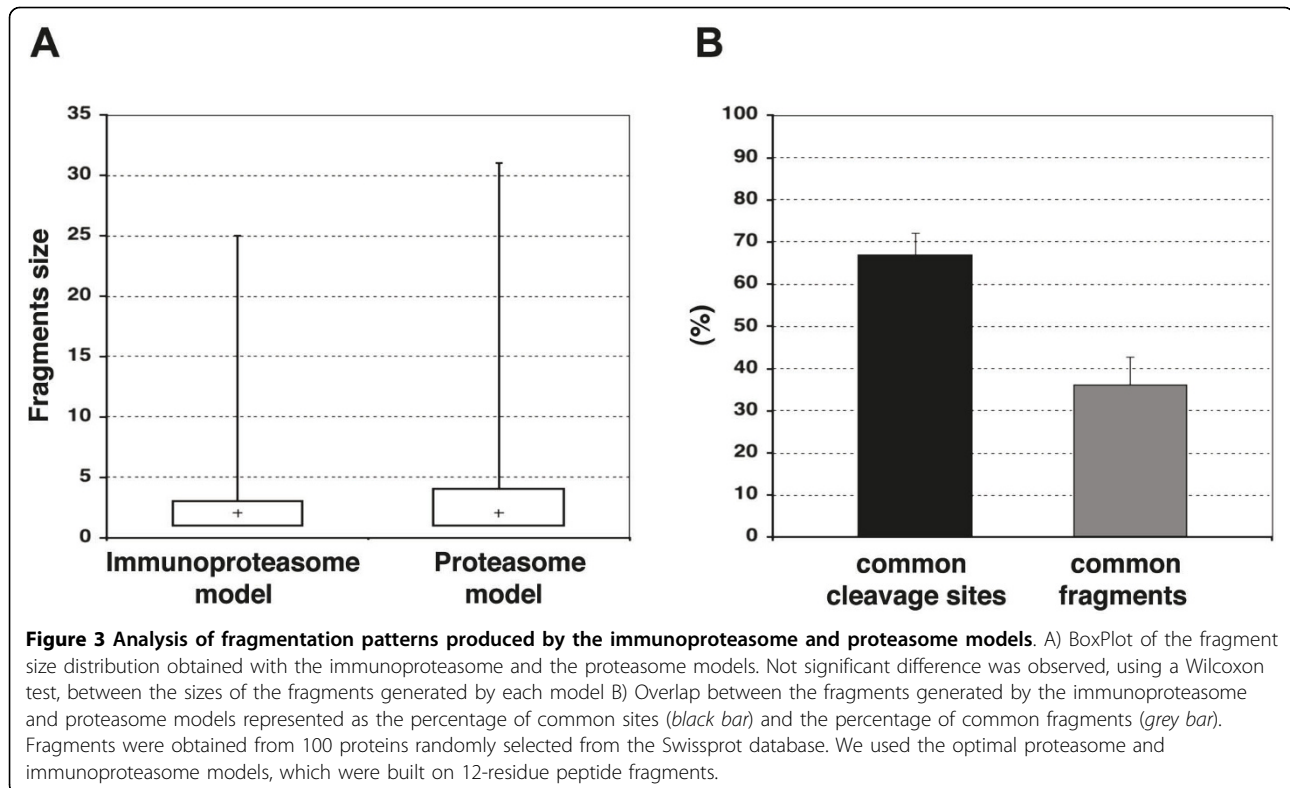 A
B
35
30
25
20
15
10
5
0
Fragments size
Immunoproteasome
model
Proteasome
model
100
90
80
70
60
50
40
30
20
10
0
(%)
common
cleavage sites
common
fragments
Figure 3 Analysis of fragmentation patterns produced by the immunoproteasome and proteasome models. A) BoxPlot of the fragment
size distribution obtained with the immunoproteasome and the proteasome models. Not significant difference was observed, using a Wilcoxon
test, between the sizes of the fragments generated by each model B) Overlap between the fragments generated by the immunoproteasome
and proteasome models represented as the percentage of common sites (black bar) and the percentage of common fragments (grey bar).
Fragments were obtained from 100 proteins randomly selected from the Swissprot database. We used the optimal proteasome and
immunoproteasome models, which were built on 12-residue peptide fragments.